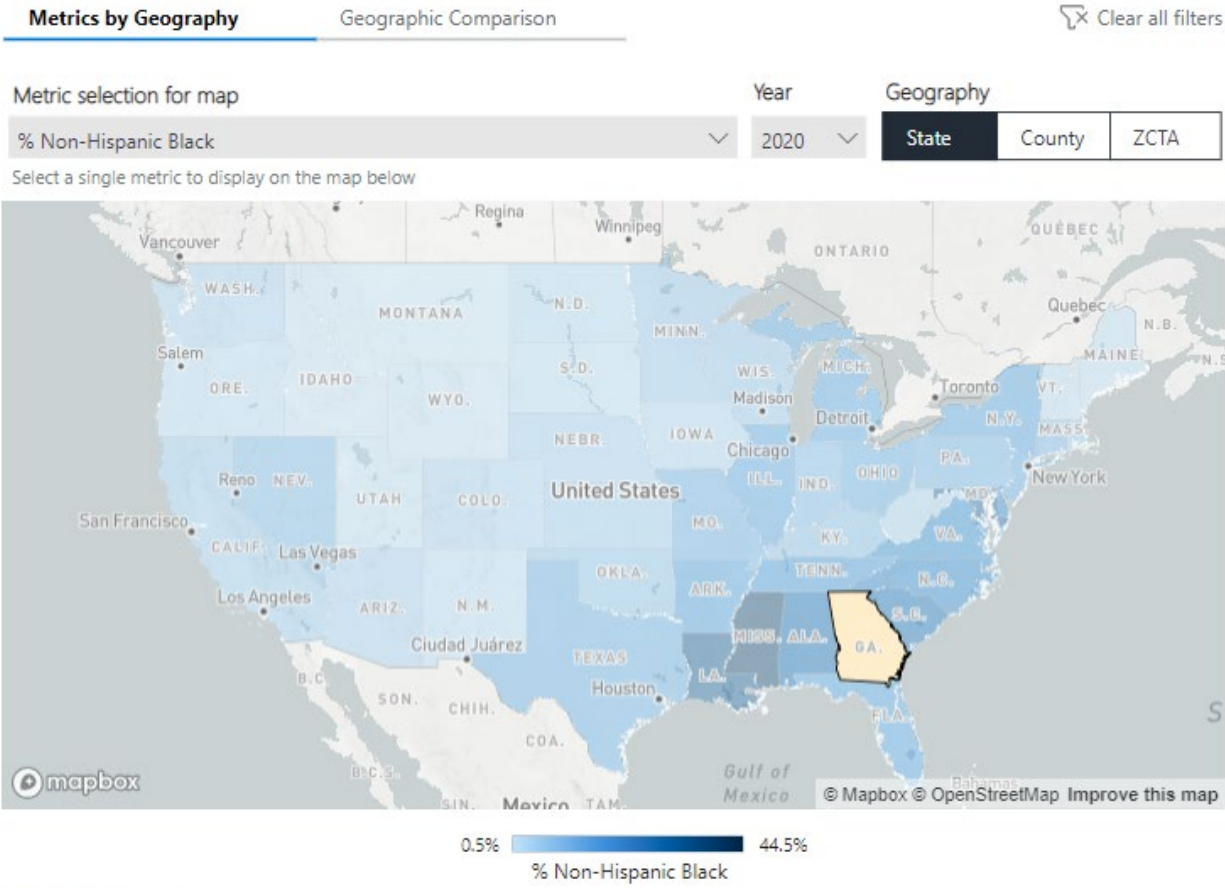 Metrics by Geography
Geographic Comparison
Clear all filters
Metric selection for map
Year
Geography
% Non-Hispanic Black
2020
State
County
ZCTA
Select a single metric to display on the map below
Regina
Winnipeg
Vancouver
ONTARIO
QUÉBEC
WASH.
MONTANA
N.D.
MINN.
Quebec
N.B.
Salem
ORE.
IDAHO
WYO.
S.D.
WIS.
MICH.
MAINE
N.S
Madison
Toronto
VT.
NEBR.
IOWA
Detroit
N.Y.
MASS.
Chicago
Reno
NEV.
UTAH
COLO.
United States
ILL.
IND.
OHIO
PA.
New York
MD.
San Francisco
CALIF.
Las Vegas
MO.
KY.
VA.
Los Angeles
ARIZ.
N.M.
OKLA.
ARK.
TENN.
N.C.
S.C.
Ciudad Juárez
TEXAS
MISS.
ALA.
GA.
B.C.
SON.
CHIH.
Houston
LA.
FLA.
S
COA.
mapbox
B.C.S.
SIN.
Mexico
TAM.
Gulf of
Mexico
Bahamas
© Mapbox © OpenStreetMap Improve this map
0.5%
44.5%
% Non-Hispanic Black